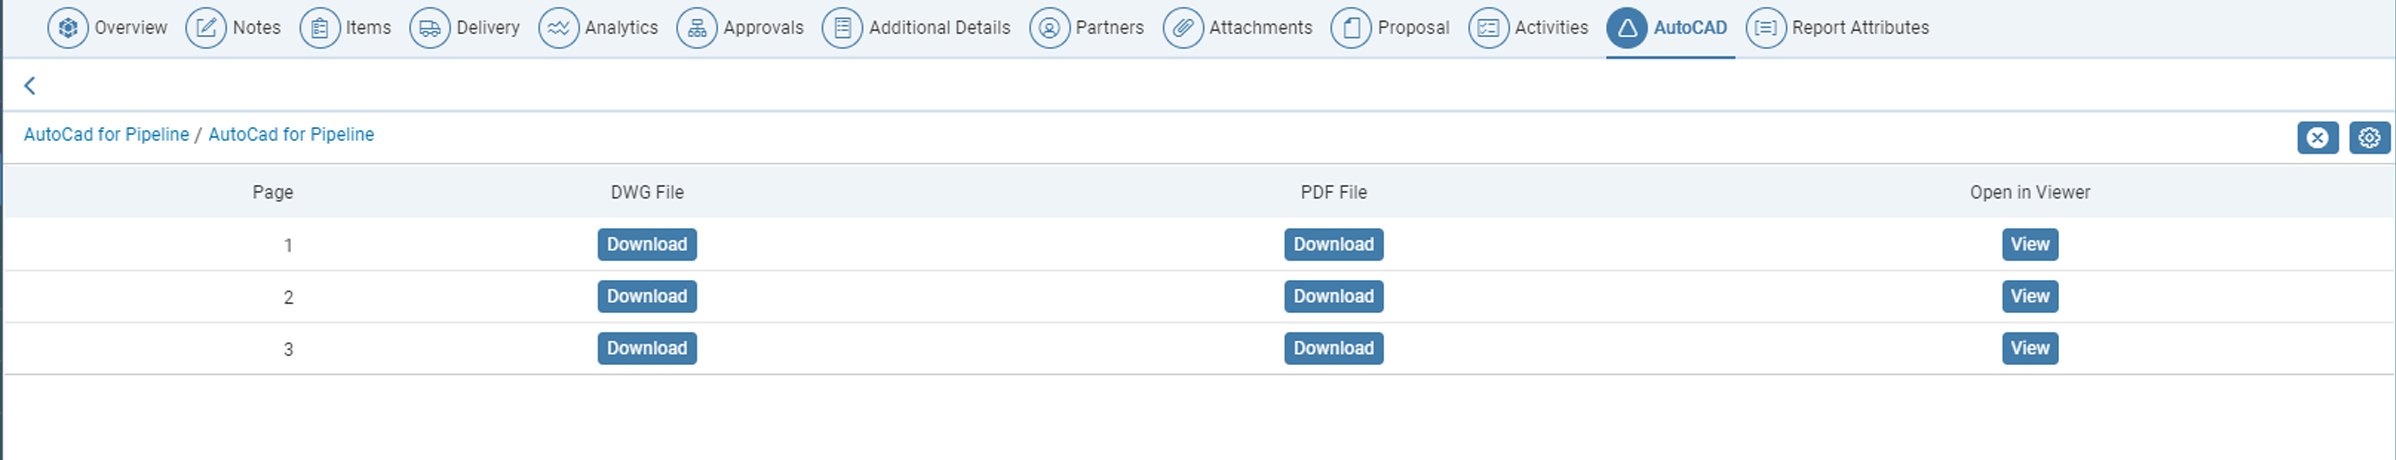 Overview Notes Items Delivery Analytics Approvals Additional Details Partners Attachments Proposal Activities AutoCAD Report Attributes
AutoCad for Pipeline / AutoCad for Pipeline
Page DWG File PDF File Open in Viewer
1 Download Download View
2 Download Download View
3 Download Download View